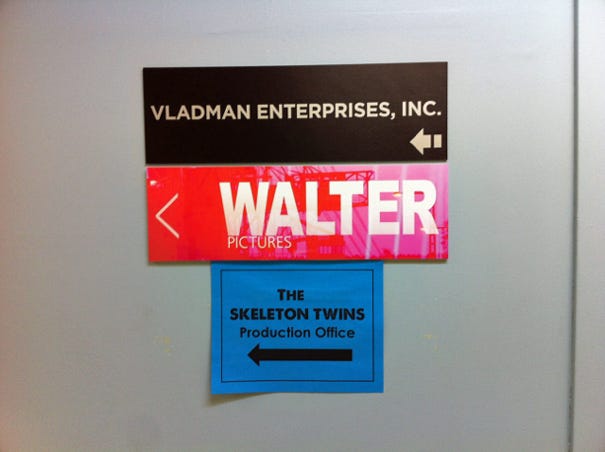 VLADMAN ENTERPRISES, INC.
WALTER
PICTURES
THE
SKELETON TWINS
Production Office